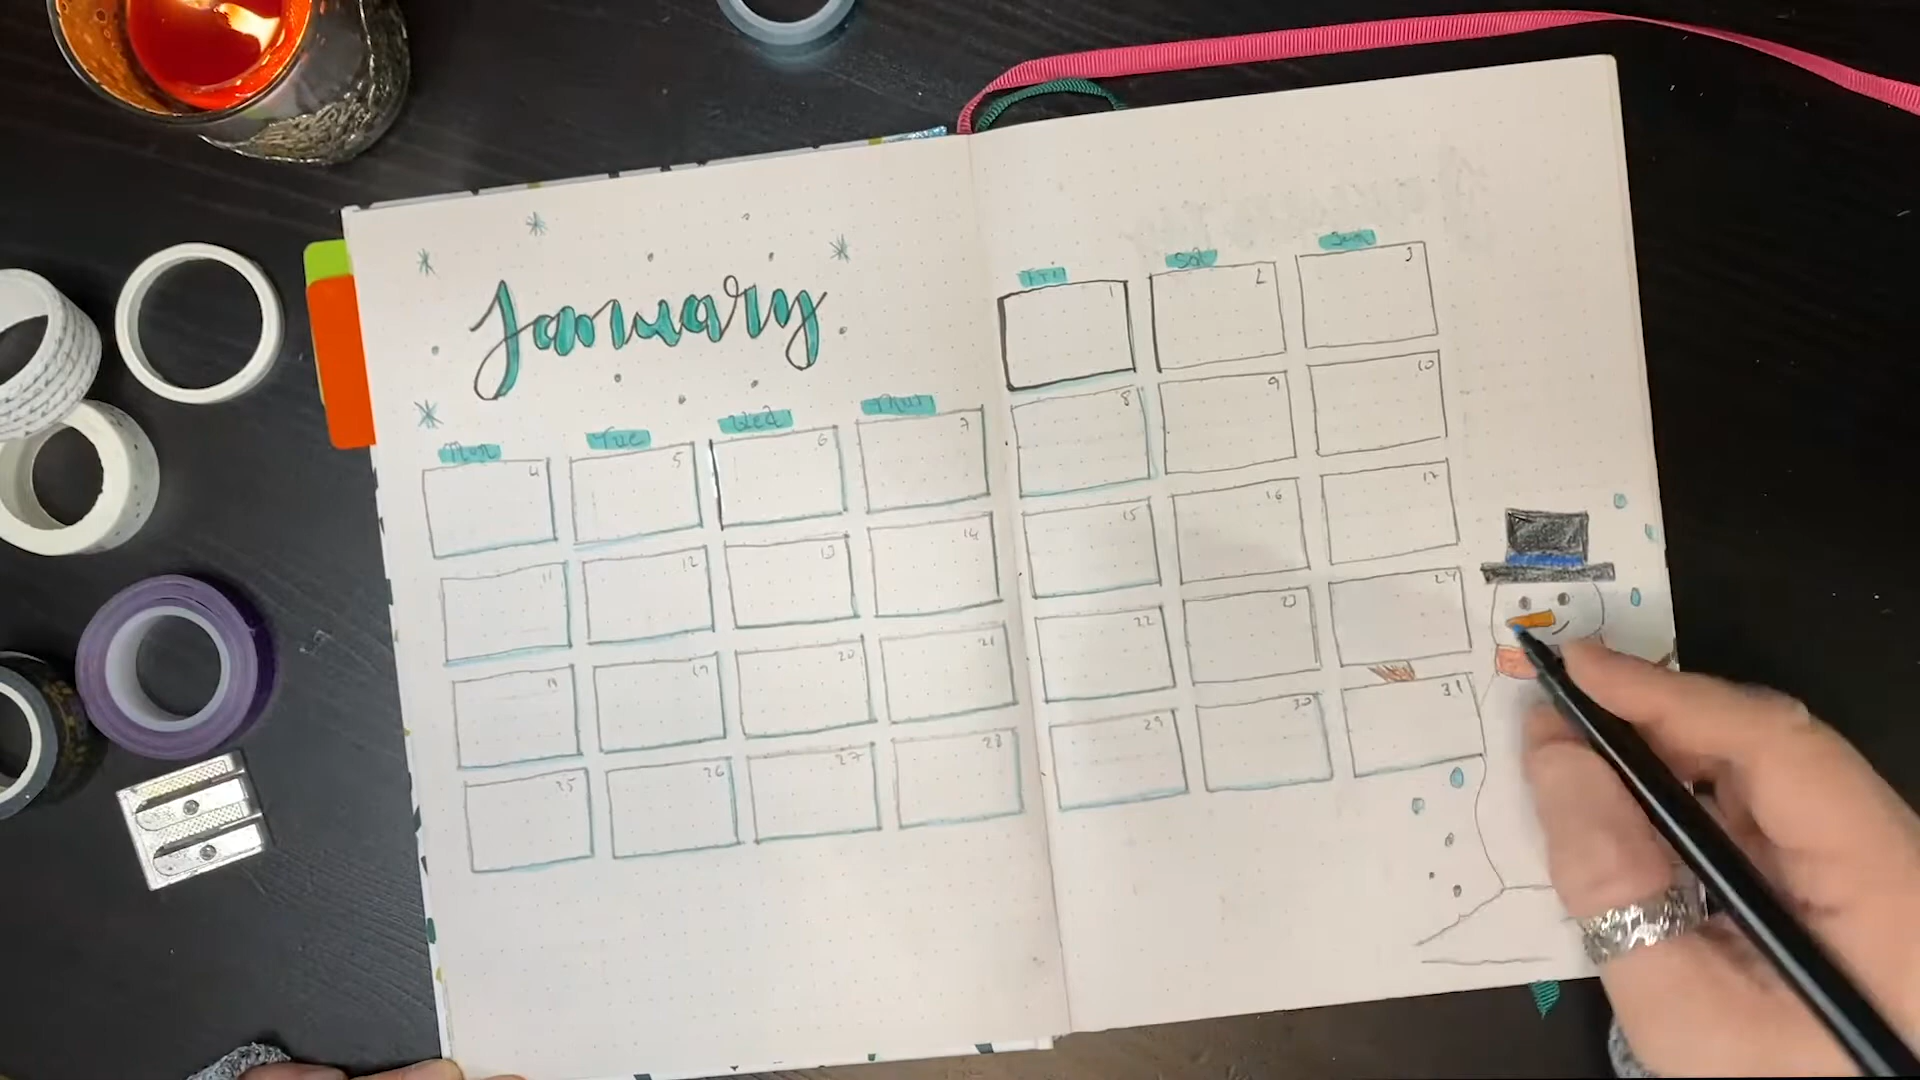 January
Fri Sat Sun
1 2 3
Mon Tue Wed Thur
4 5 6 7 8 9 10
11 12 13 14 15 16 17
19 20 21 22 23 24
25 26 27 28 29 30 31